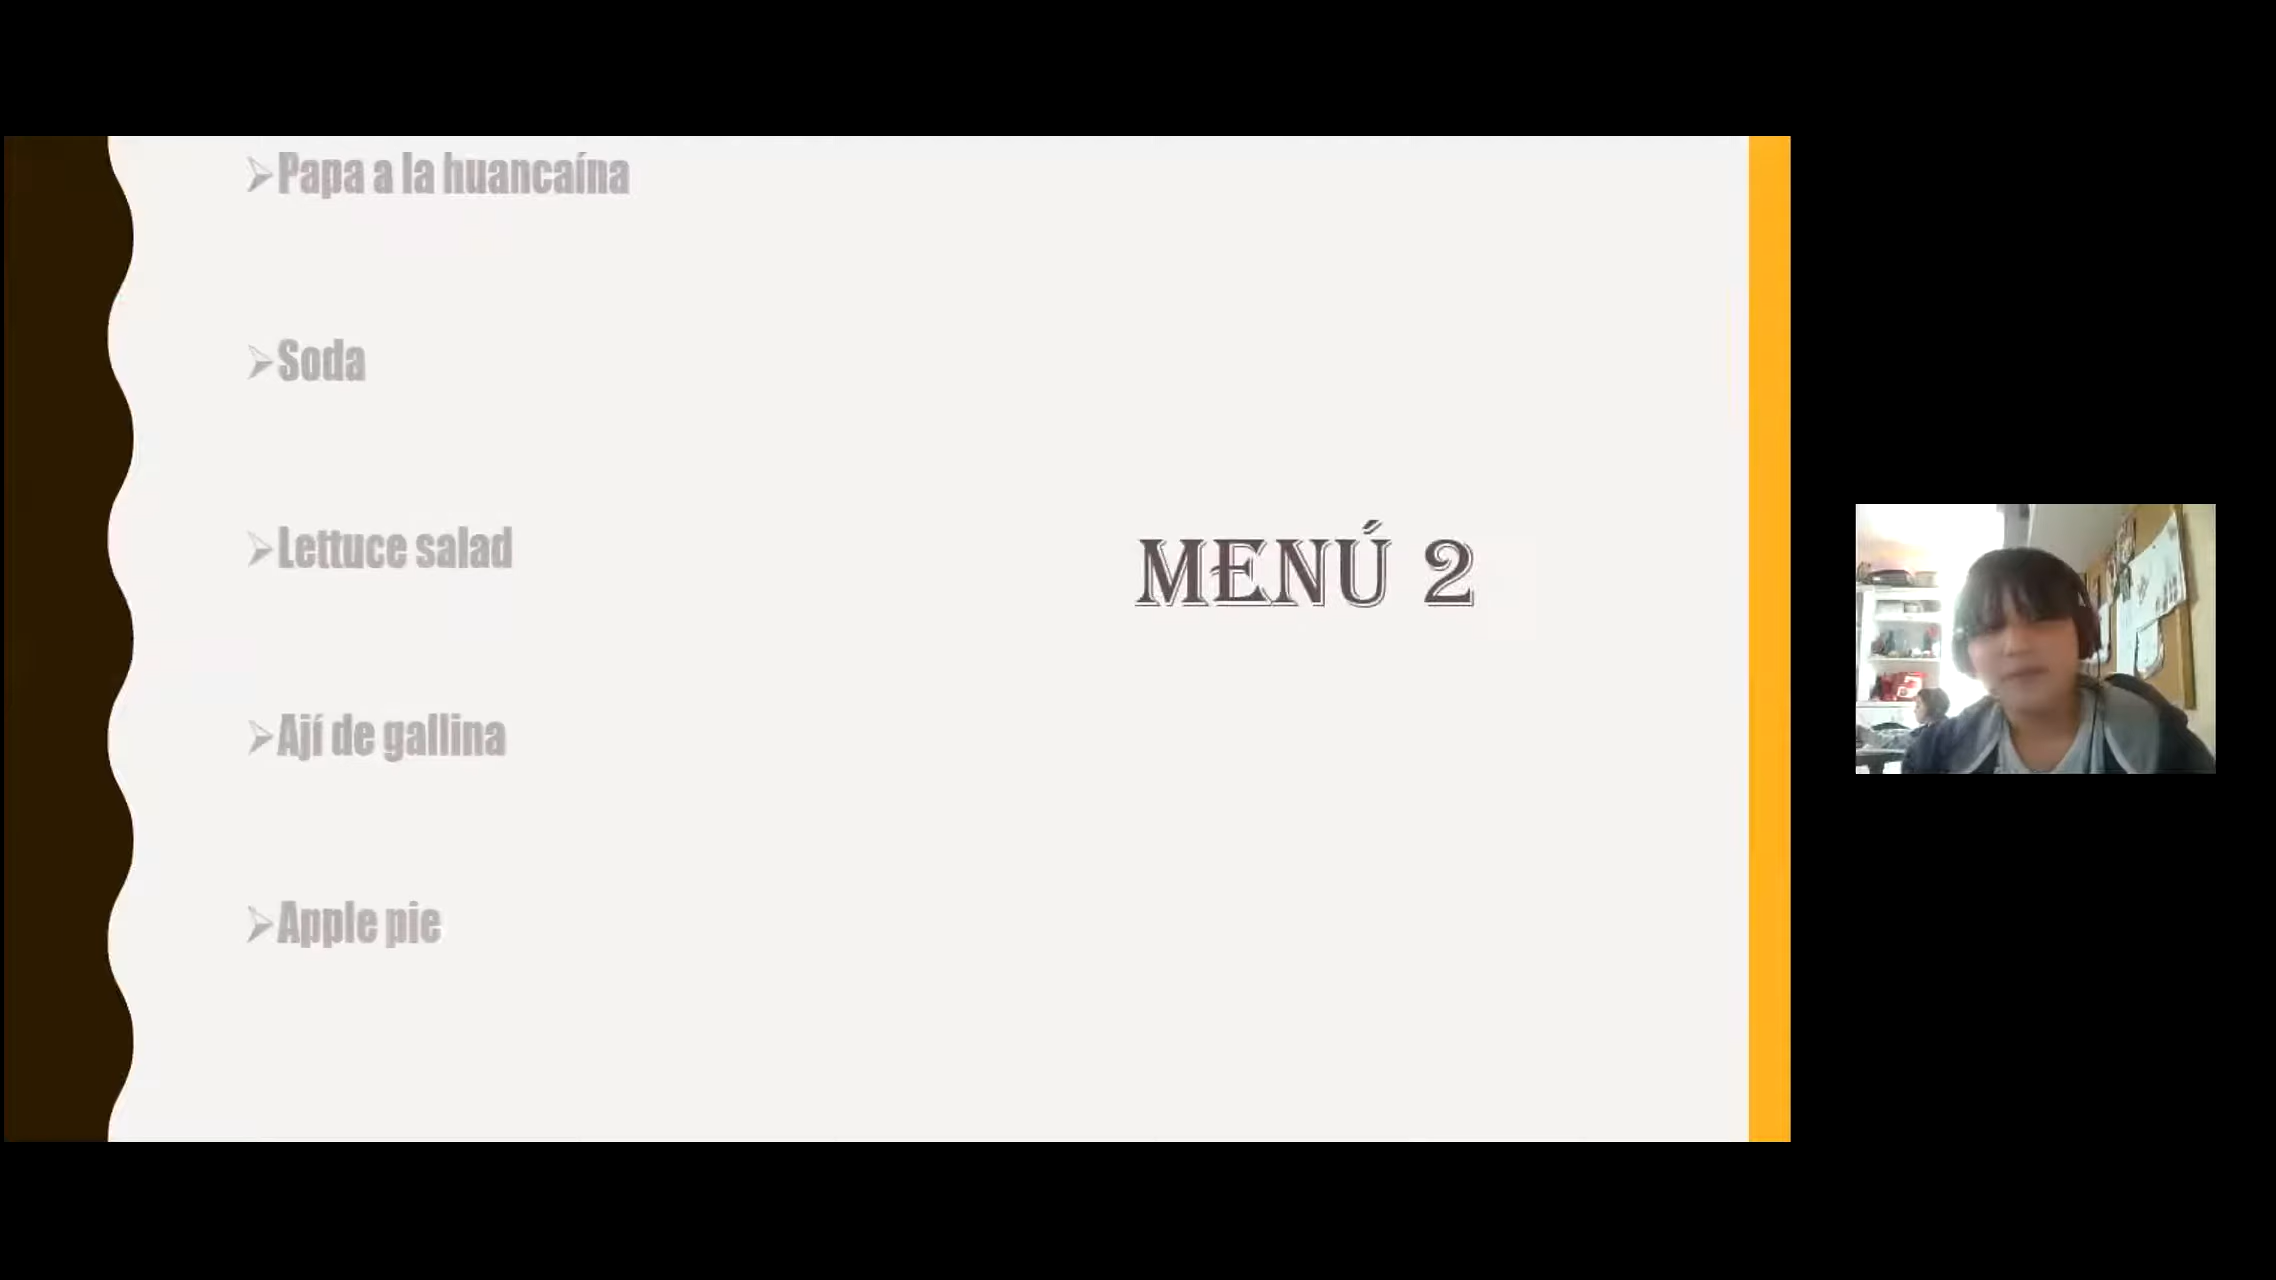 Papa a la huancaína
Soda
Lettuce salad
Ají de gallina
Apple pie
MENÚ 2